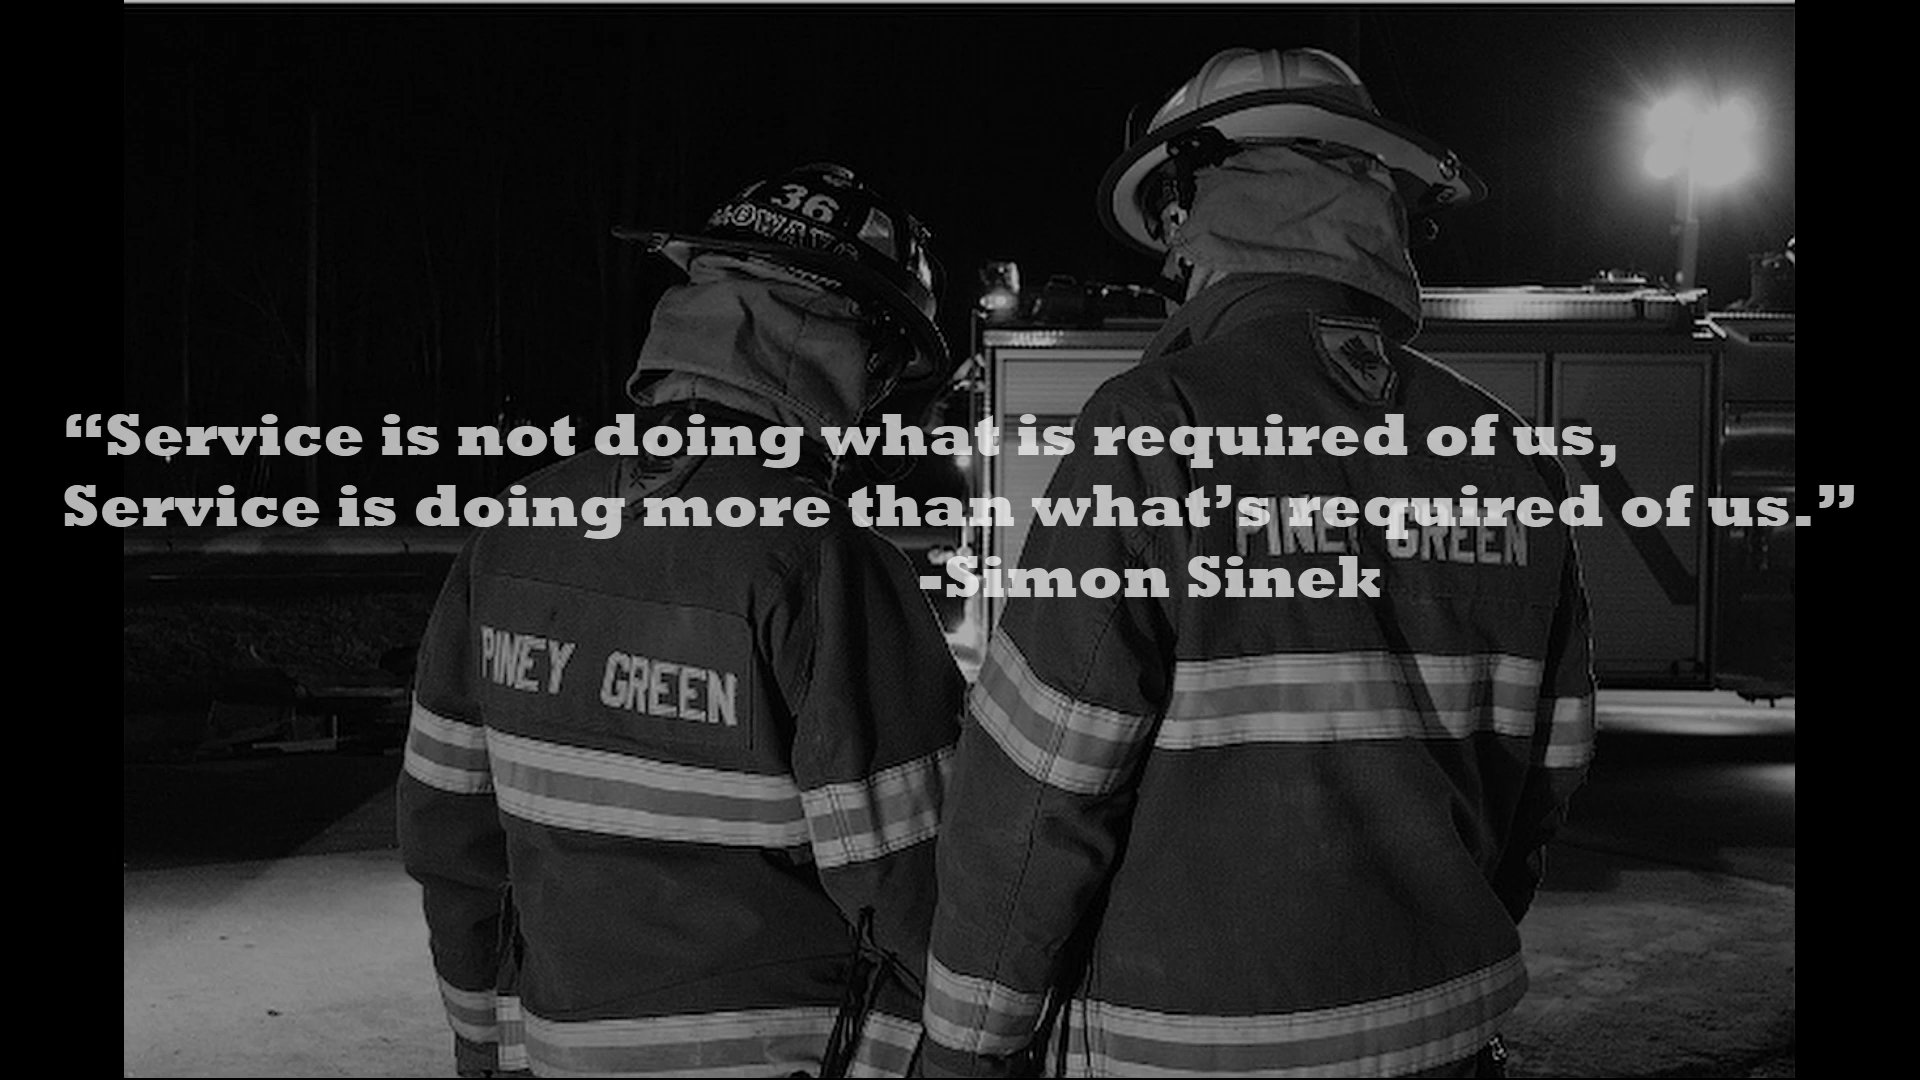 36
“Service is not doing what is required of us,
Service is doing more than what’s required of us.”
-Simon Sinek
PINEY GREEN
PINEY GREEN